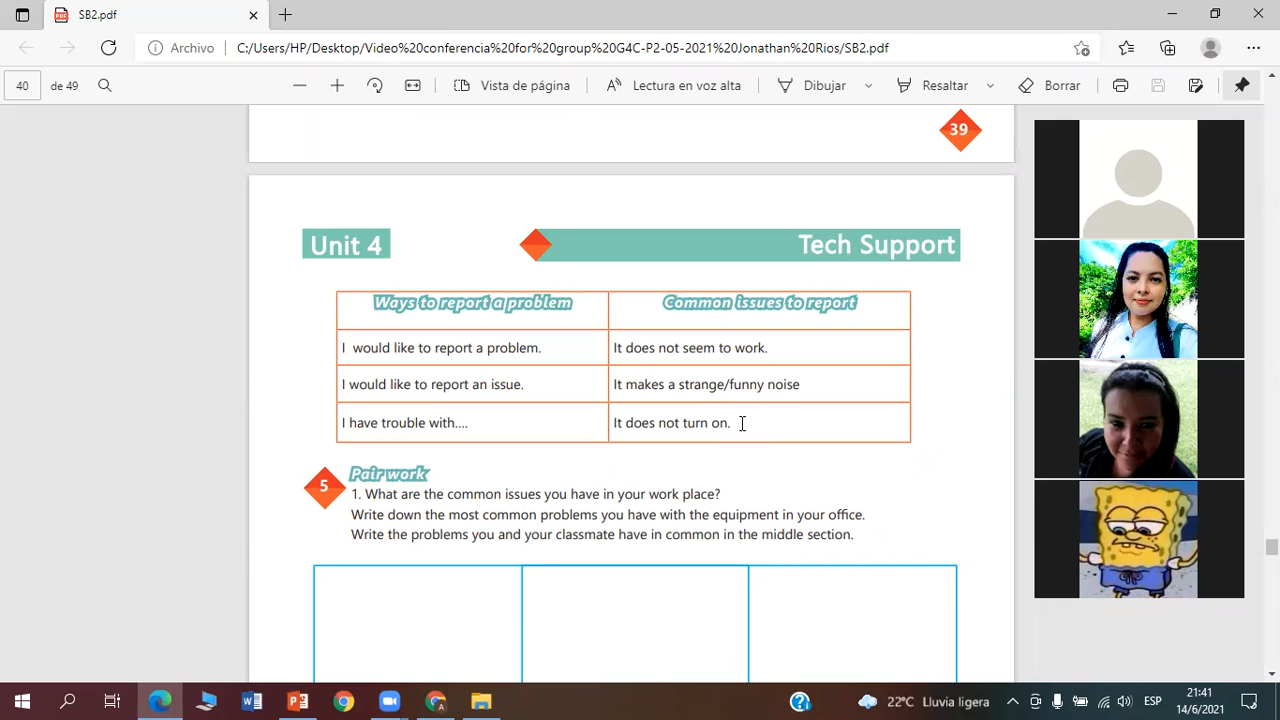 SB2.pdf
Archivo
C:/Users/HP/Desktop/Video%20conferencia%20for%20group%20G4C-P2-05-2021%20Jonathan%20Rios/SB2.pdf
40
de 49
Vista de página
Lectura en voz alta
Dibujar
Resaltar
Borrar
39
Unit 4
Tech Support
Ways to report a problem
Common issues to report
I would like to report a problem.
It does not seem to work.
I would like to report an issue.
It makes a strange/funny noise
I have trouble with....
It does not turn on.
5
Pair work
1. What are the common issues you have in your work place?
Write down the most common problems you have with the equipment in your office.
Write the problems you and your classmate have in common in the middle section.
22°C Lluvia ligera
ESP
21:41
14/6/2021